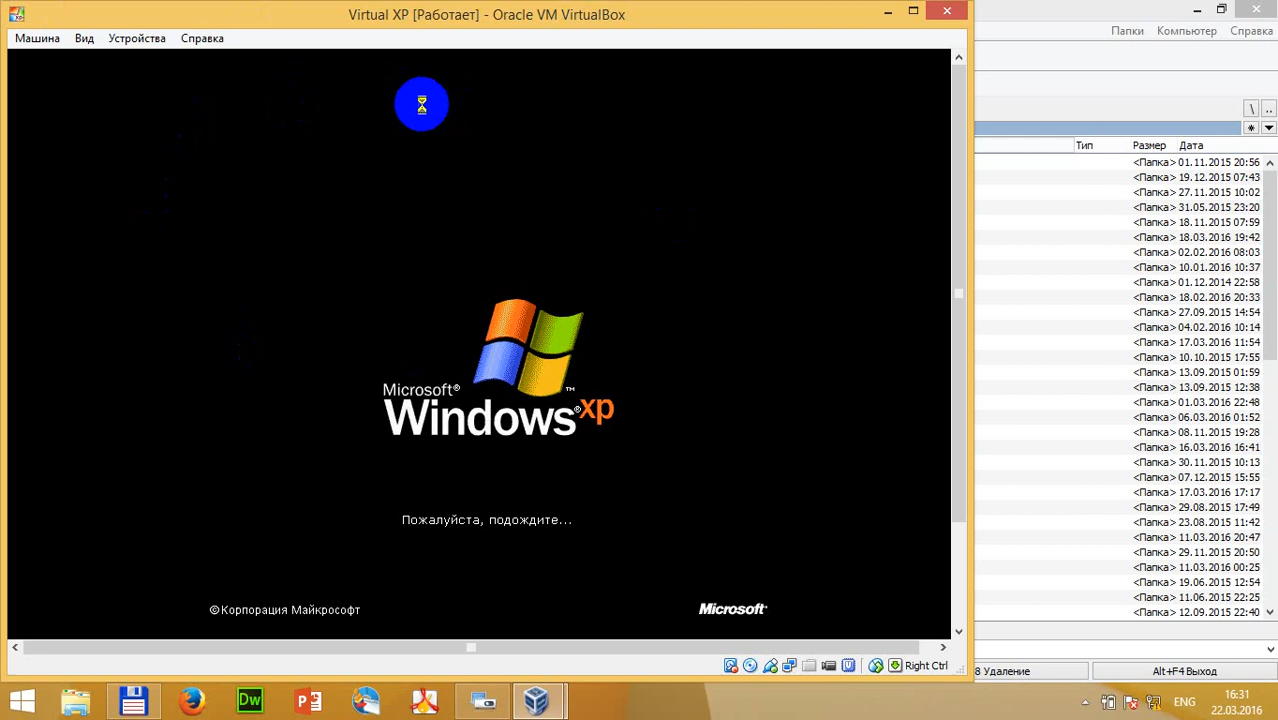 Virtual XP [Работает] - Oracle VM VirtualBox
Машина Вид Устройства Справка
Папки Компьютер Справка
\ ..
*
Тип Размер Дата
<Папка> 01.11.2015 20:56
<Папка> 19.12.2015 07:43
<Папка> 27.11.2015 10:02
<Папка> 31.05.2015 23:20
<Папка> 18.11.2015 07:59
<Папка> 18.03.2016 19:42
<Папка> 02.02.2016 08:03
<Папка> 10.01.2016 10:37
<Папка> 01.12.2014 22:58
<Папка> 18.02.2016 20:33
<Папка> 27.09.2015 14:54
<Папка> 04.02.2016 10:14
<Папка> 17.03.2016 11:54
<Папка> 10.10.2015 17:55
<Папка> 13.09.2015 01:59
<Папка> 13.09.2015 12:38
<Папка> 01.03.2016 22:48
<Папка> 06.03.2016 01:52
<Папка> 08.11.2015 19:28
<Папка> 16.03.2016 16:41
<Папка> 30.11.2015 10:13
<Папка> 07.12.2015 15:55
<Папка> 17.03.2016 17:17
<Папка> 29.08.2015 17:49
<Папка> 23.08.2015 11:42
<Папка> 11.03.2016 20:47
<Папка> 29.11.2015 20:50
<Папка> 11.03.2016 00:25
<Папка> 19.06.2015 12:54
<Папка> 11.06.2015 22:25
<Папка> 12.09.2015 22:40
Microsoft®
Windows® xp ™
Пожалуйста, подождите...
© Корпорация Майкрософт
Microsoft®
Right Ctrl
8 Удаление
Alt+F4 Выход
Dw
ENG
16:31
22.03.2016